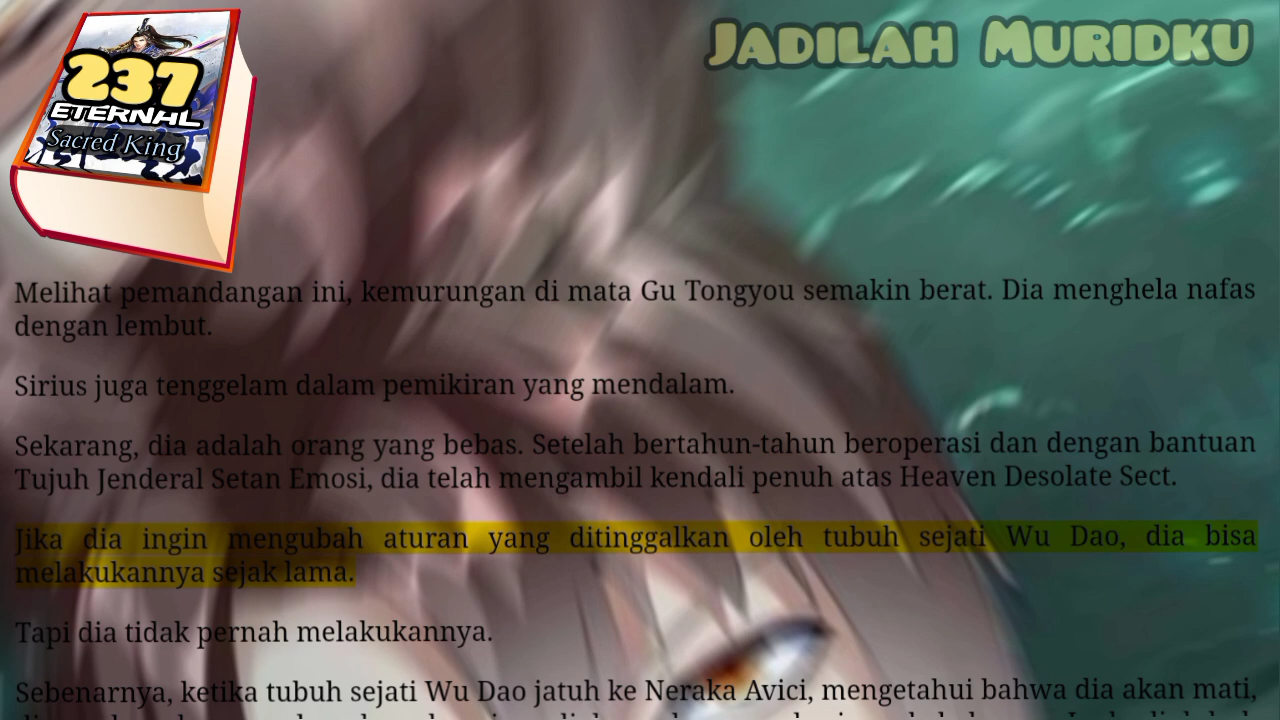 237
ETERNAL
Sacred King
JADILAH MURIDKU
Melihat pemandangan ini, kemurungan di mata Gu Tongyou semakin berat. Dia menghela nafas
dengan lembut.
Sirius juga tenggelam dalam pemikiran yang mendalam.
Sekarang, dia adalah orang yang bebas. Setelah bertahun-tahun beroperasi dan dengan bantuan
Tujuh Jenderal Setan Emosi, dia telah mengambil kendali penuh atas Heaven Desolate Sect.
Jika dia ingin mengubah aturan yang ditinggalkan oleh tubuh sejati Wu Dao, dia bisa
melakukannya sejak lama.
Tapi dia tidak pernah melakukannya.
Sebenarnya, ketika tubuh sejati Wu Dao jatuh ke Neraka Avici, mengetahui bahwa dia akan mati,